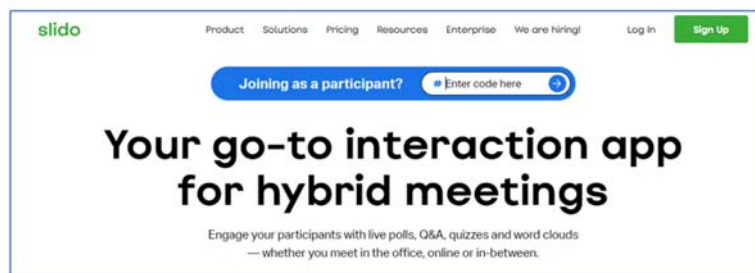 slido Product Solutions Pricing Resources Enterprise We are hiring! Log In Sign Up
Joining as a participant? # Enter code here
Your go-to interaction app
for hybrid meetings
Engage your participants with live polls, Q&A, quizzes and word clouds
— whether you meet in the office, online or in-between.